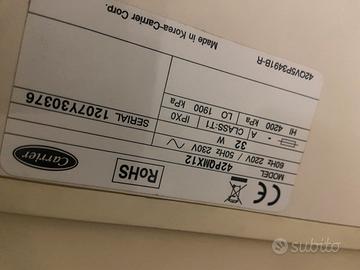 MODEL 42PQMX12
60Hz 220V 50Hz 230V
32 W
A CLASS:T1 IPX0
HI 4200 kPa LO 1900 kPa
SERIAL 1207Y30376
Made in Korea-Carrier Corp.
42QV5P3491B-R
CE
RoHS
Carrier
subito